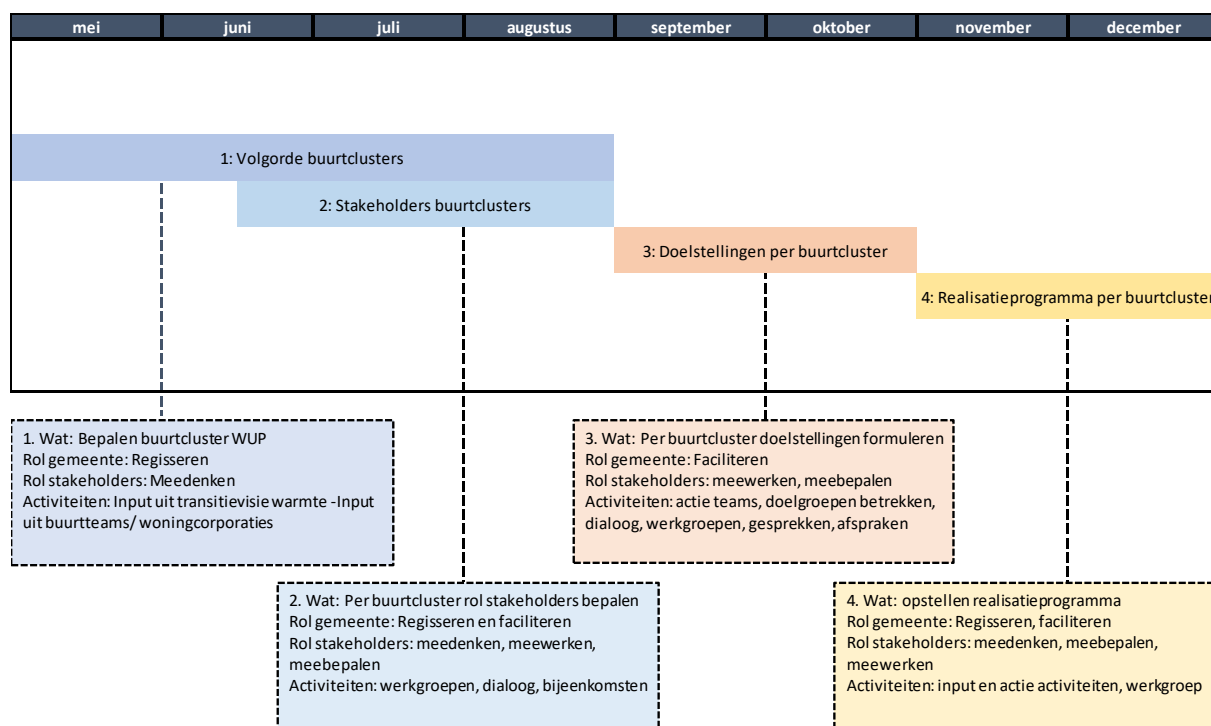 mei juni juli augustus september oktober november december
1: Volgorde buurtclusters
2: Stakeholders buurtclusters
3: Doelstellingen per buurtcluster
4: Realisatieprogramma per buurtcluster
1. Wat: Bepalen buurtcluster WUP
Rol gemeente: Regisseren
Rol stakeholders: Meedenken
Activiteiten: Input uit transitievisie warmte -Input
uit buurtteams/ woningcorporaties
3. Wat: Per buurtcluster doelstellingen formuleren
Rol gemeente: Faciliteren
Rol stakeholders: meewerken, meebepalen
Activiteiten: actie teams, doelgroepen betrekken,
dialoog, werkgroepen, gesprekken, afspraken
2. Wat: Per buurtcluster rol stakeholders bepalen
Rol gemeente: Regisseren en faciliteren
Rol stakeholders: meedenken, meewerken,
meebepalen
Activiteiten: werkgroepen, dialoog, bijeenkomsten
4. Wat: opstellen realisatieprogramma
Rol gemeente: Regisseren, faciliteren
Rol stakeholders: meedenken, meebepalen,
meewerken
Activiteiten: input en actie activiteiten, werkgroep